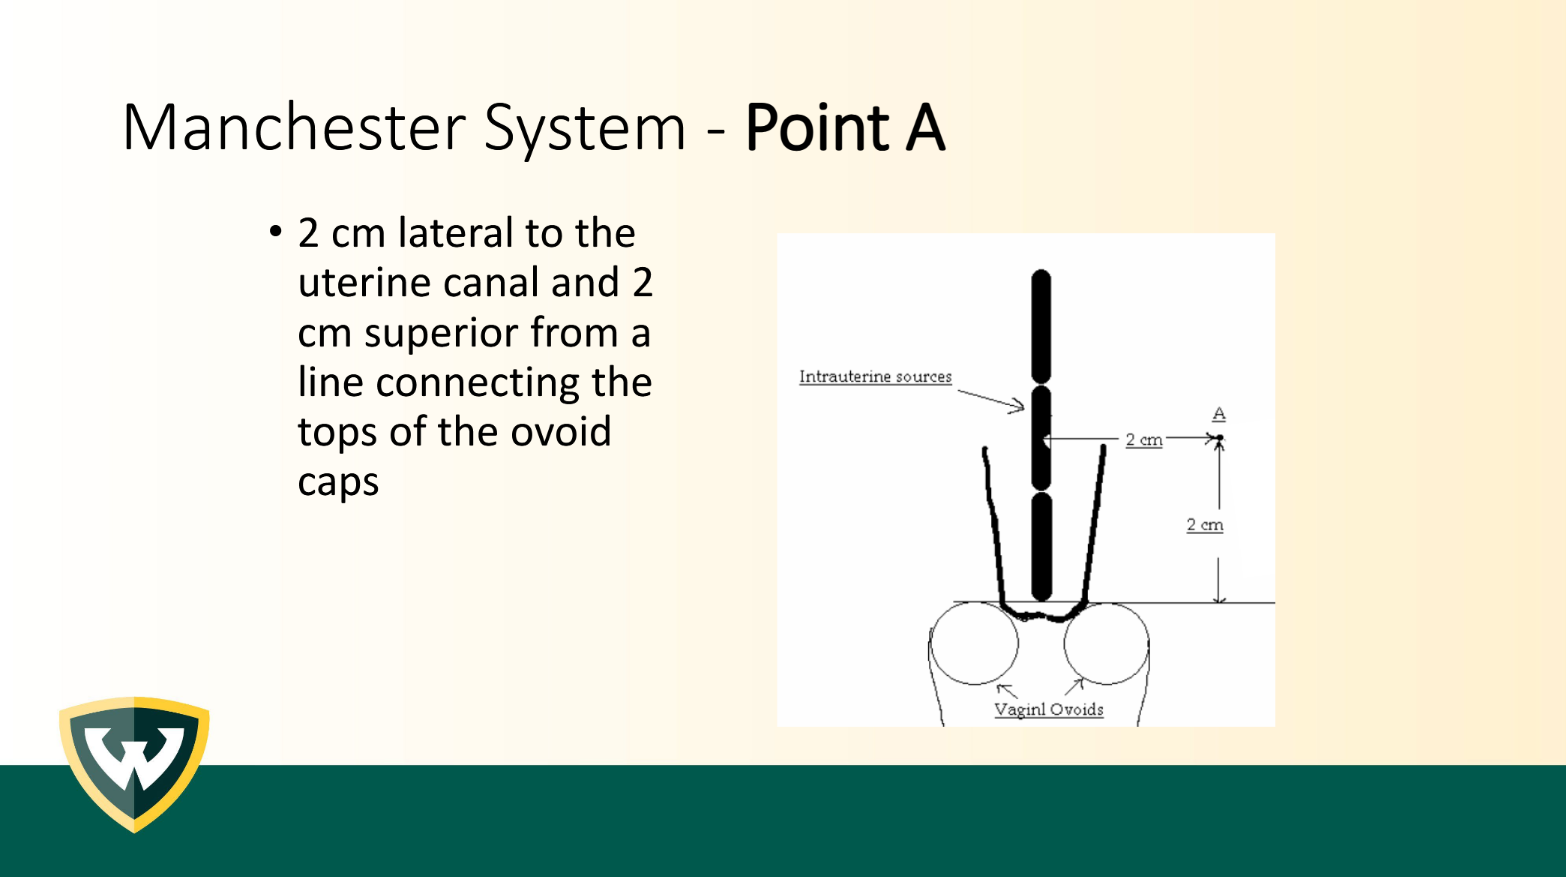 Manchester System - Point A
• 2 cm lateral to the
uterine canal and 2
cm superior from a
line connecting the
tops of the ovoid
caps
Intrauterine sources
A
2 cm
2 cm
Vaginl Ovoids
W